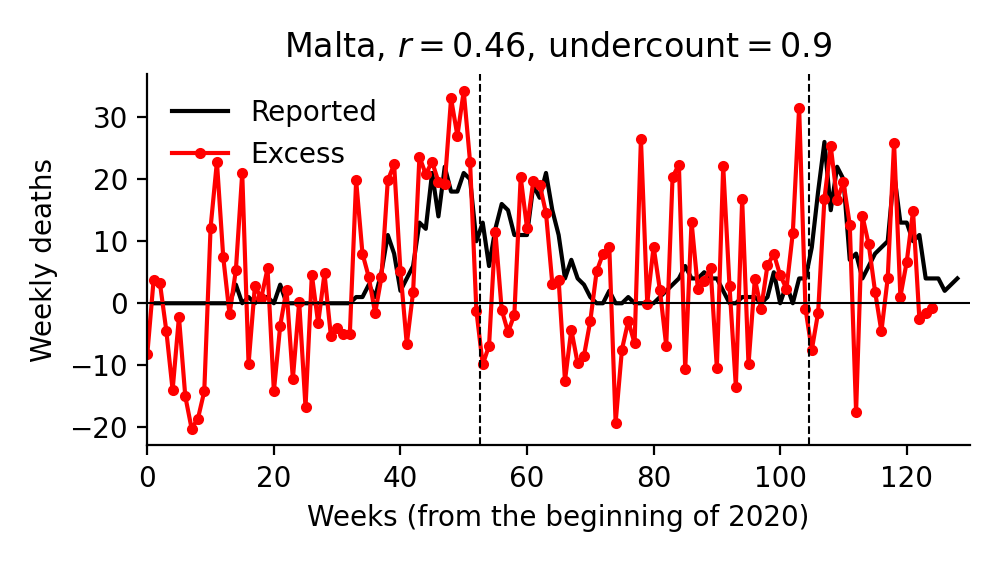 Malta, r = 0.46, undercount = 0.9
Reported
Excess
Weekly deaths
30
20
10
0
−10
−20
0 20 40 60 80 100 120
Weeks (from the beginning of 2020)